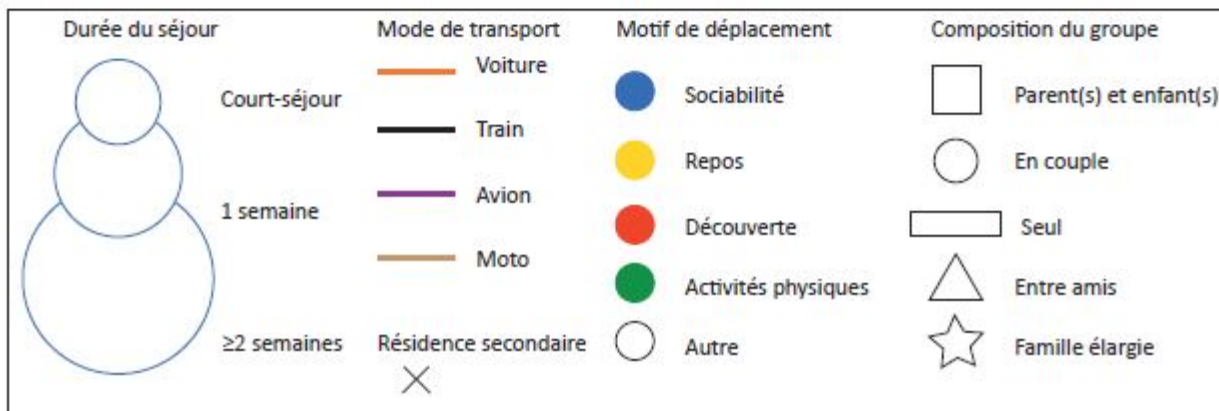 Durée du séjour
Court-séjour
1 semaine
≥2 semaines
Mode de transport
Voiture
Train
Avion
Moto
Résidence secondaire
Motif de déplacement
Sociabilité
Repos
Découverte
Activités physiques
Autre
Composition du groupe
Parent(s) et enfant(s)
En couple
Seul
Entre amis
Famille élargie